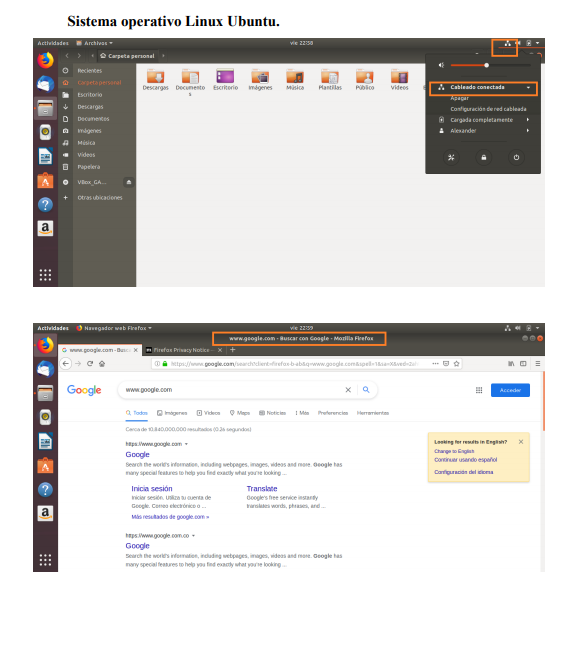 Sistema operativo Linux Ubuntu.
Actividades Archivos vie 22:58
Carpeta personal
Recientes
Carpeta personal
Escritorio
Descargas
Documentos
Imágenes
Música
Vídeos
Papelera
VBox_GA...
Otras ubicaciones
Descargas Documentos Escritorio Imágenes Música Plantillas Público Vídeos
Cableado conectada
Apagar
Configuración de red cableada
Cargada completamente
Alexander
Actividades Navegador web Firefox vie 22:59
www.google.com - Buscar con Google - Mozilla Firefox
G www.google.com - Busc Firefox Privacy Notice
https://www.google.com/search?client=firefox-b-ab&q=www.google.com
Google www.google.com Acceder
Todos Imágenes Vídeos Maps Noticias Más Preferencias Herramientas
Cerca de 10.840.000.000 resultados (0.24 segundos)
https://www.google.com
Google
Search the world's information, including webpages, images, videos and more. Google has
many special features to help you find exactly what you're looking ...
Inicia sesión Translate
Iniciar sesión. Utiliza tu cuenta de Google's free service instantly
Google. Correo electrónico o ... translates words, phrases, and ...
Más resultados de google.com »
https://www.google.com.co
Google
Search the world's information, including webpages, images, videos and more. Google has
many special features to help you find exactly what you're looking ...
Looking for results in English?
Change to English
Continuar usando español
Configuración del idioma